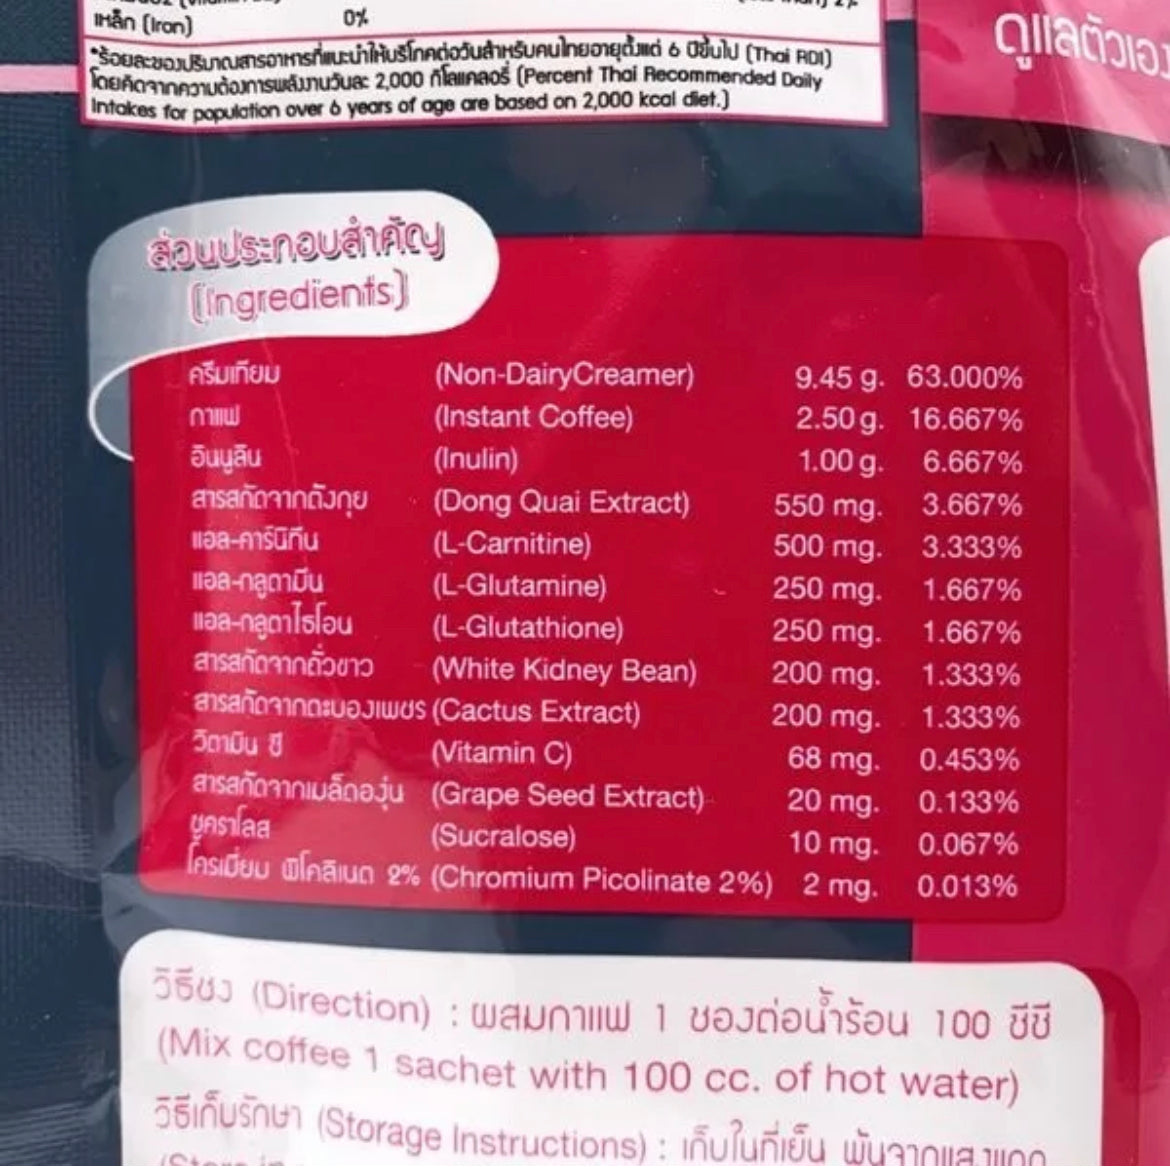 เหล็ก (Iron) 0% 2%
*ร้อยละของปริมาณสารอาหารที่แนะนำให้บริโภคต่อวันสำหรับคนไทยอายุตั้งแต่ 6 ปีขึ้นไป (Thai RDI)
โดยคิดจากความต้องการพลังงานวันละ 2,000 กิโลแคลอรี่ (Percent Thai Recommended Daily
Intakes for population over 6 years of age are based on 2,000 kcal diet.)
ดูแลตัวเอง
ส่วนประกอบสำคัญ
(Ingredients)
ครีมเทียม (Non-DairyCreamer) 9.45 g. 63.000%
กาแฟ (Instant Coffee) 2.50 g. 16.667%
อินนูลิน (Inulin) 1.00 g. 6.667%
สารสกัดจากตังกุย (Dong Quai Extract) 550 mg. 3.667%
แอล-คาร์นิทีน (L-Carnitine) 500 mg. 3.333%
แอล-กลูตามีน (L-Glutamine) 250 mg. 1.667%
แอล-กลูตาไธโอน (L-Glutathione) 250 mg. 1.667%
สารสกัดจากถั่วขาว (White Kidney Bean) 200 mg. 1.333%
สารสกัดจากตะบองเพชร (Cactus Extract) 200 mg. 1.333%
วิตามิน ซี (Vitamin C) 68 mg. 0.453%
สารสกัดจากเมล็ดองุ่น (Grape Seed Extract) 20 mg. 0.133%
ซูคราโลส (Sucralose) 10 mg. 0.067%
โครเมี่ยม พิโคลิเนต 2% (Chromium Picolinate 2%) 2 mg. 0.013%
วิธีชง (Direction) : ผสมกาแฟ 1 ซองต่อน้ำร้อน 100 ซีซี
(Mix coffee 1 sachet with 100 cc. of hot water)
วิธีเก็บรักษา (Storage Instructions) : เก็บในที่เย็น พ้นจากแสงแดด
(Store in